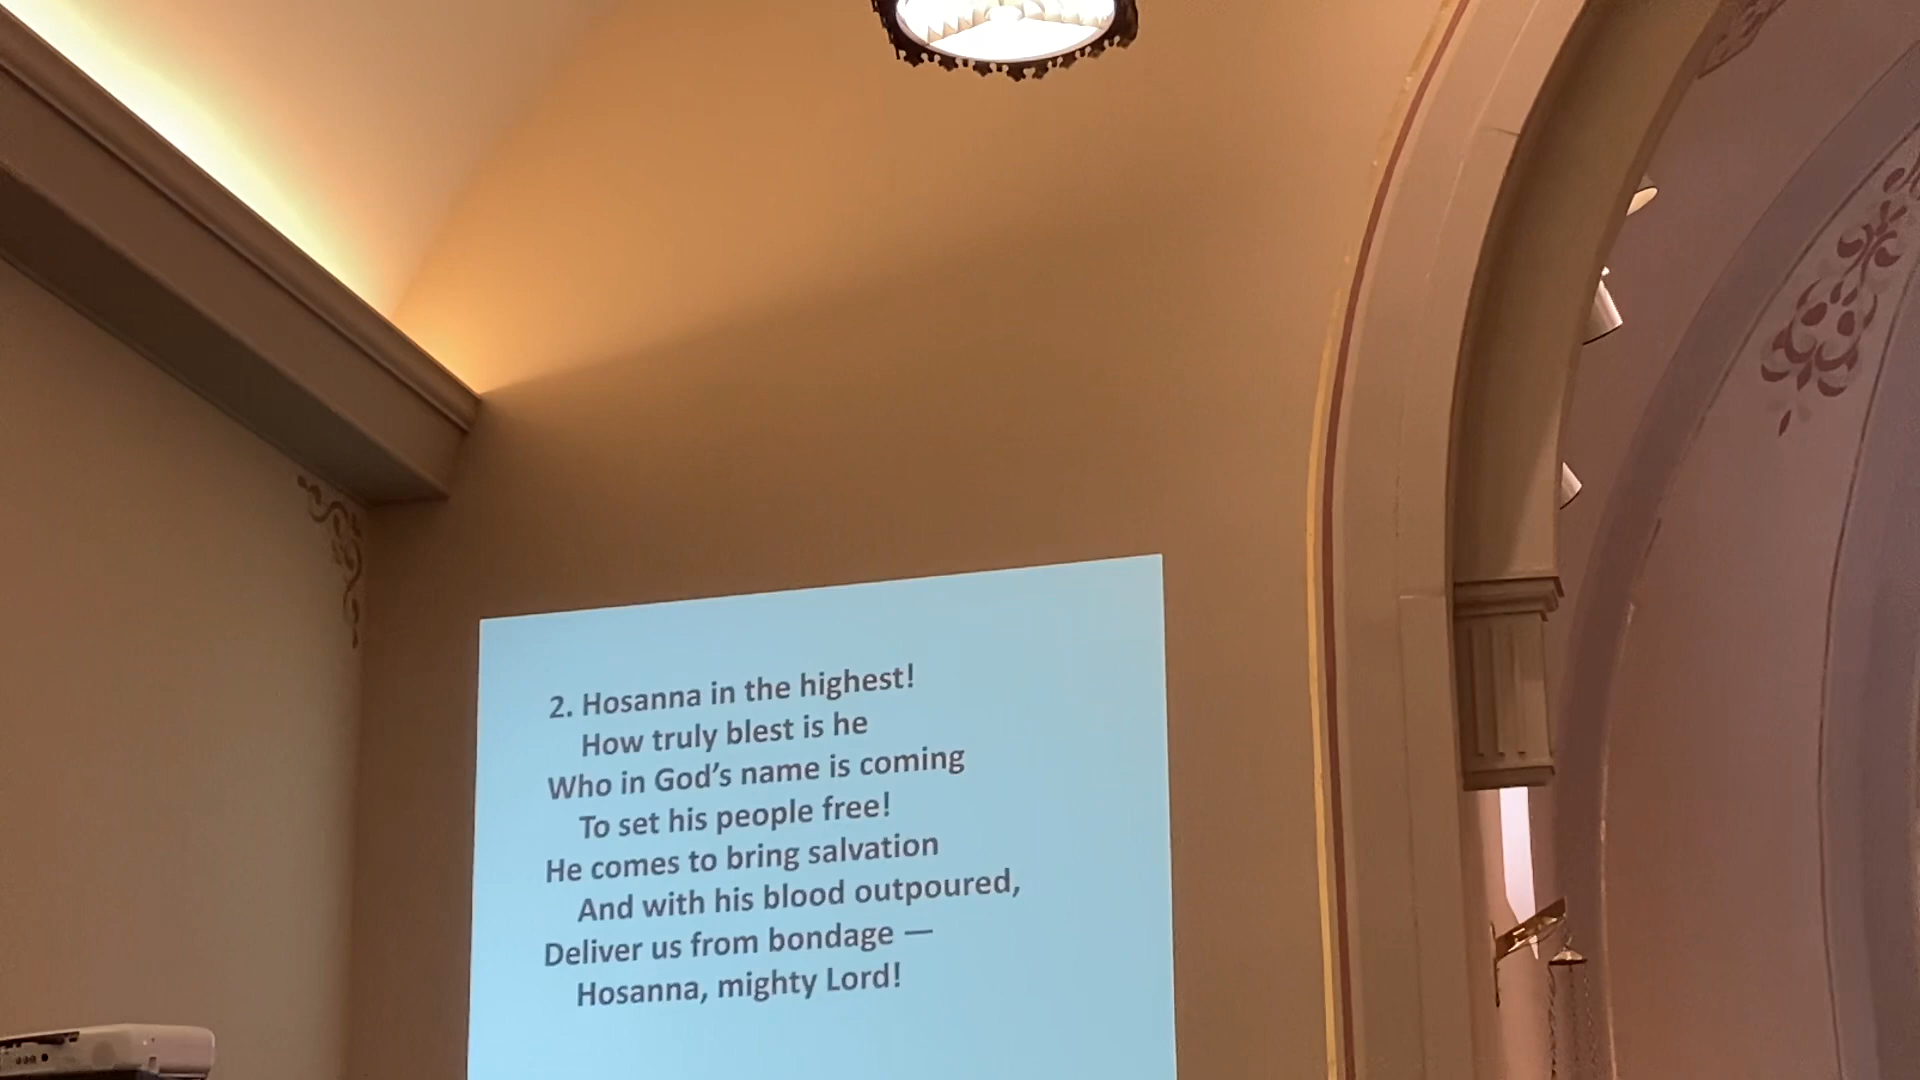 2. Hosanna in the highest!
How truly blest is he
Who in God’s name is coming
To set his people free!
He comes to bring salvation
And with his blood outpoured,
Deliver us from bondage —
Hosanna, mighty Lord!